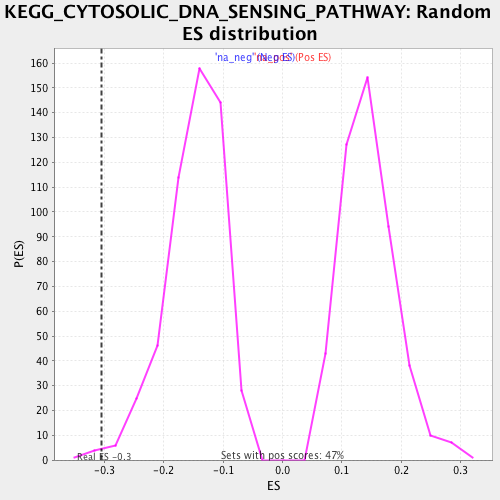 KEGG_CYTOSOLIC_DNA_SENSING_PATHWAY: Random
ES distribution
'na_neg' (Neg ES) 'na_pos' (Pos ES)
160
150
140
130
120
110
100
90
80
70
60
50
40
30
20
10
0
P(ES)
Real ES -0.3
Sets with pos scores: 47%
-0.3 -0.2 -0.1 0.0 0.1 0.2 0.3
ES